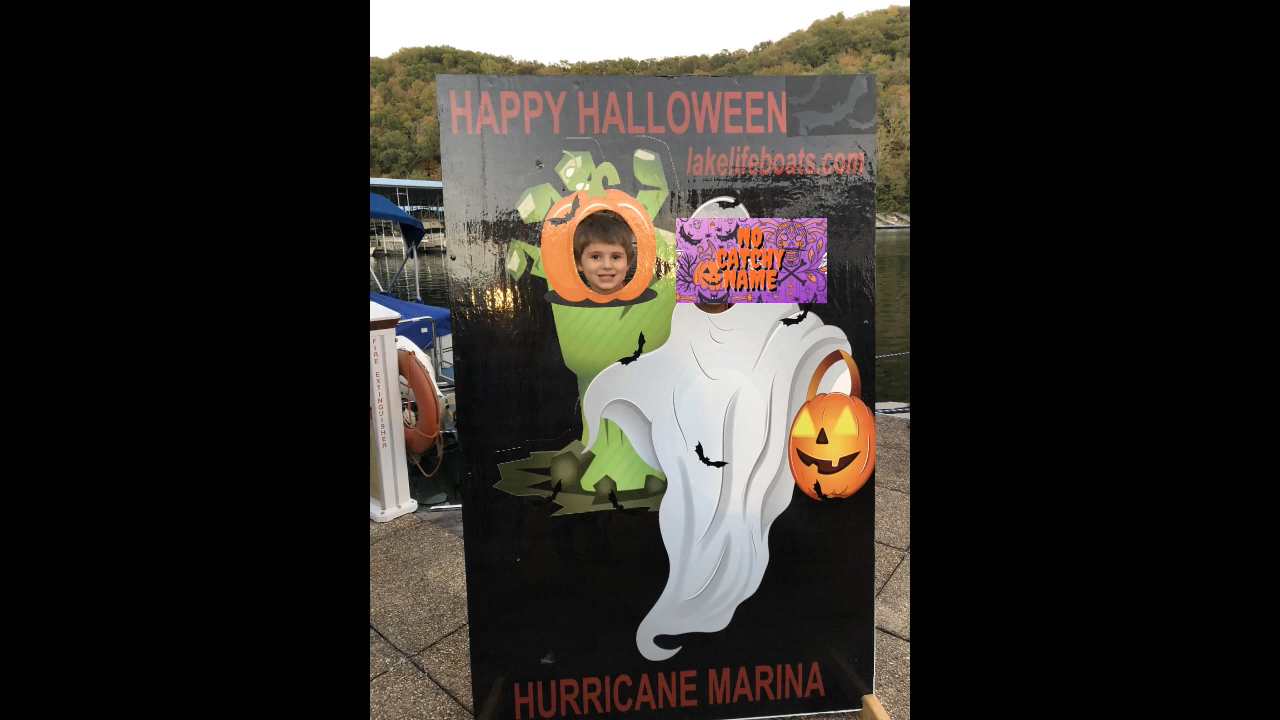 HAPPY HALLOWEEN
lakelifeboats.com
NO
CATCHY
NAME
FIRE EXTINGUISHER
HURRICANE MARINA